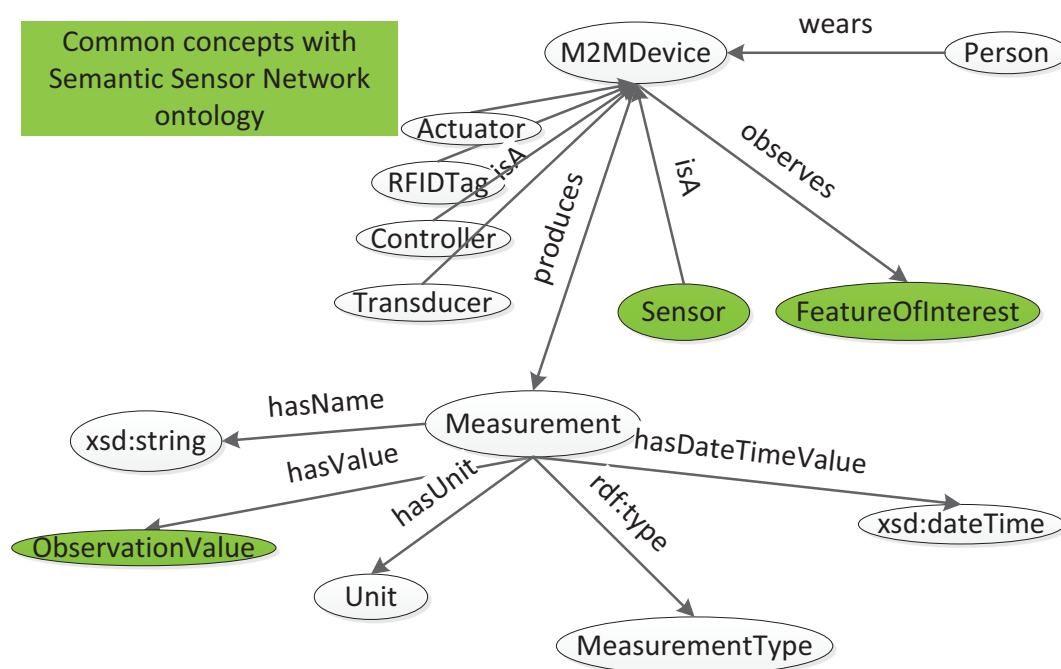 Common concepts with
Semantic Sensor Network
ontology
wears
M2MDevice
Person
Actuator
isA
RFIDTag
Controller
Transducer
produces
isA
observes
Sensor
FeatureOfInterest
hasName
Measurement
xsd:string
hasValue
hasUnit
rdf:type
hasDateTimeValue
xsd:dateTime
ObservationValue
Unit
MeasurementType